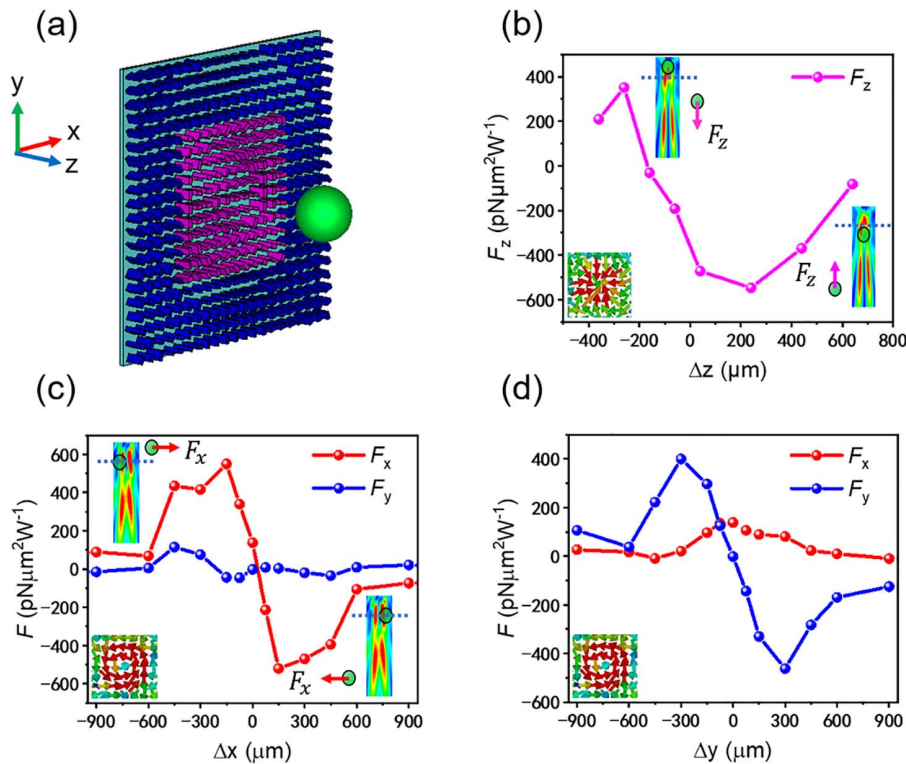 (a)
y
x
z
(b)
400
200
0
−200
−400
−600
F_z (pNμm²W⁻¹)
F_z
F_z
F_z
−400 −200 0 200 400 600 800
Δz (μm)
(c)
600
400
200
0
−200
−400
−600
F (pNμm²W⁻¹)
F_x
F_x
F_y
F_x
−900 −600 −300 0 300 600 900
Δx (μm)
(d)
400
200
0
−200
−400
−600
F (pNμm²W⁻¹)
F_x
F_y
−900 −600 −300 0 300 600 900
Δy (μm)